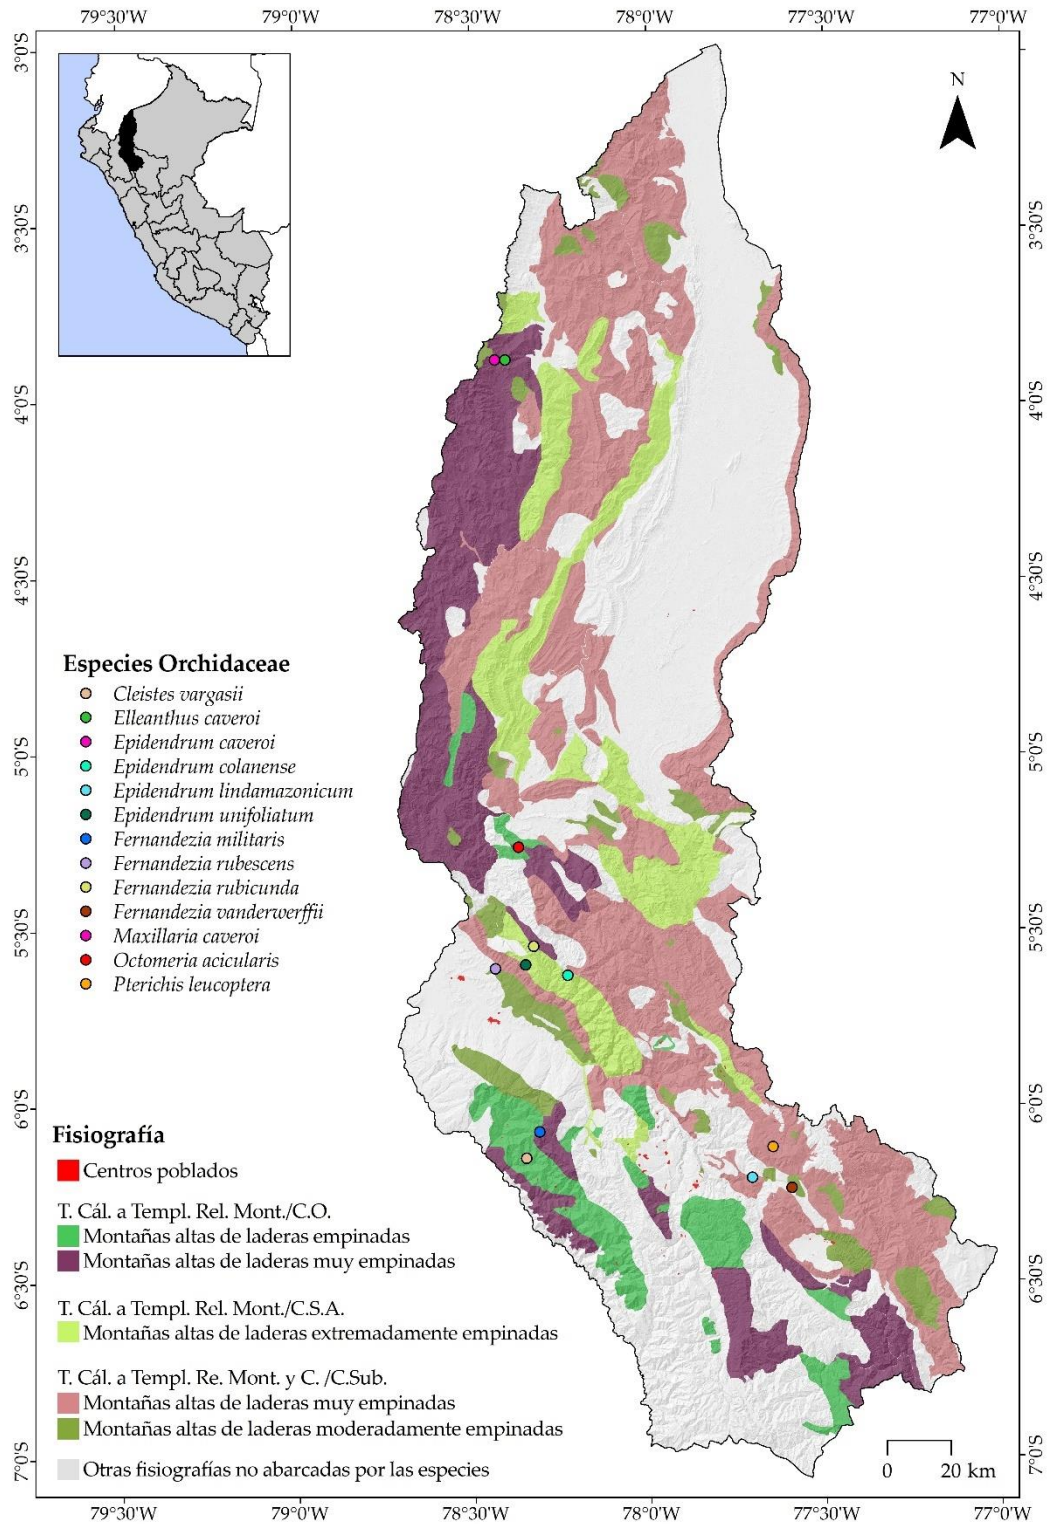 79°30'W 79°0'W 78°30'W 78°0'W 77°30'W 77°0'W
3°0'S
3°30'S 3°30'S
4°0'S 4°0'S
4°30'S 4°30'S
5°0'S 5°0'S
5°30'S 5°30'S
6°0'S 6°0'S
6°30'S 6°30'S
7°0'S 7°0'S
N
Especies Orchidaceae
Cleistes vargasii
Elleanthus caveroi
Epidendrum caveroi
Epidendrum colanense
Epidendrum lindamazonicum
Epidendrum unifoliatum
Fernandezia militaris
Fernandezia rubescens
Fernandezia rubicunda
Fernandezia vanderwerffii
Maxillaria caveroi
Octomeria acicularis
Pterichis leucoptera
Fisiografía
Centros poblados
T. Cál. a Templ. Rel. Mont./C.O.
Montañas altas de laderas empinadas
Montañas altas de laderas muy empinadas
T. Cál. a Templ. Rel. Mont./C.S.A.
Montañas altas de laderas extremadamente empinadas
T. Cál. a Templ. Re. Mont. y C. /C.Sub.
Montañas altas de laderas muy empinadas
Montañas altas de laderas moderadamente empinadas
Otras fisiografías no abarcadas por las especies
0 20 km
79°30'W 79°0'W 78°30'W 78°0'W 77°30'W 77°0'W